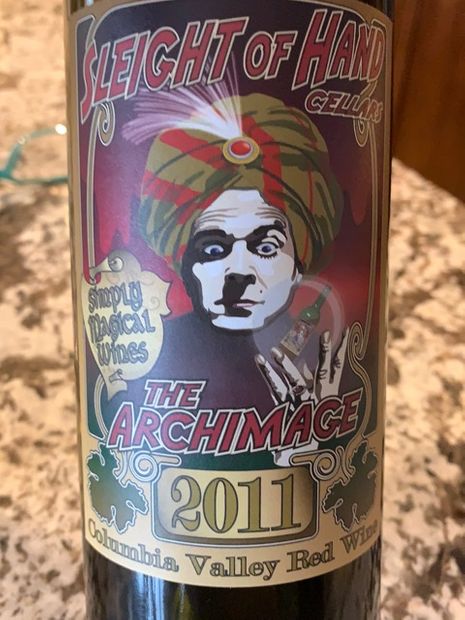 SLEIGHT OF HAND
CELLARS
Simply
Magical
Wines
THE
ARCHIMAGE
2011
Columbia Valley Red Wine